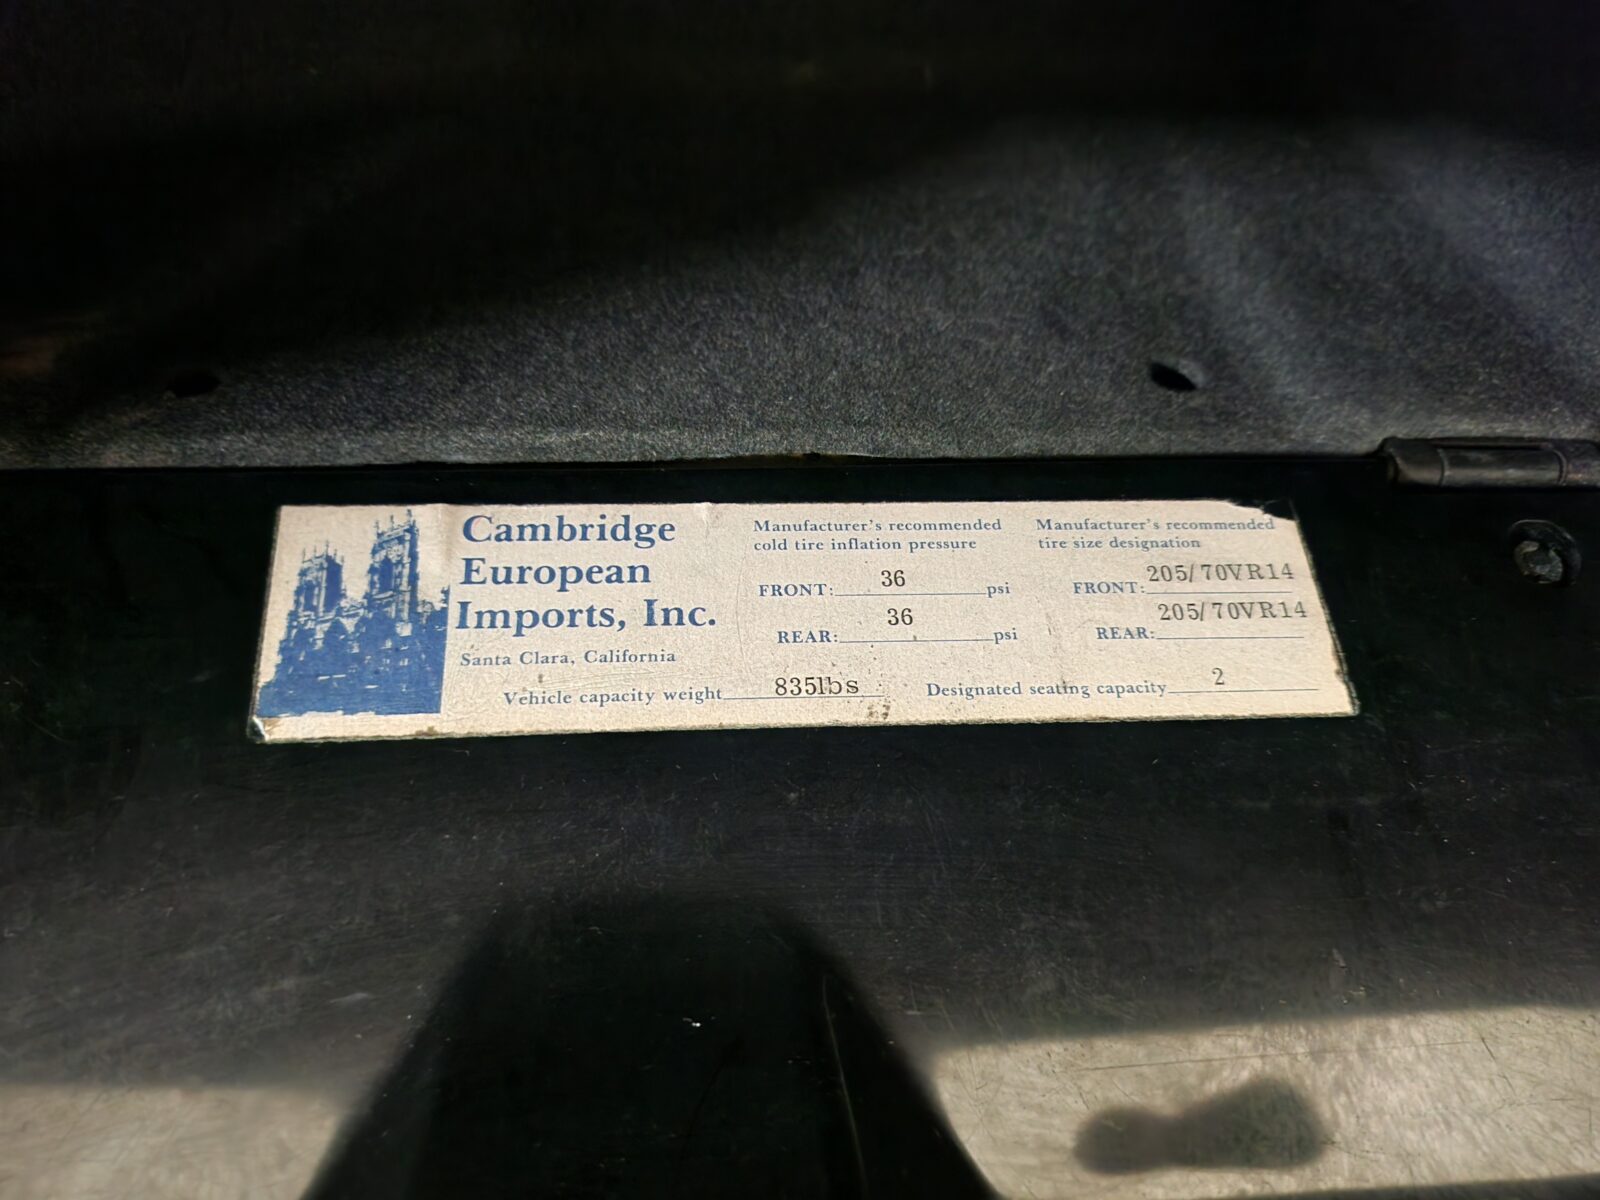 Cambridge
European
Imports, Inc.
Santa Clara, California
Manufacturer's recommended
cold tire inflation pressure
FRONT: 36 psi
REAR: 36 psi
Manufacturer's recommended
tire size designation
FRONT: 205/70VR14
REAR: 205/70VR14
Vehicle capacity weight 835lbs
Designated seating capacity 2